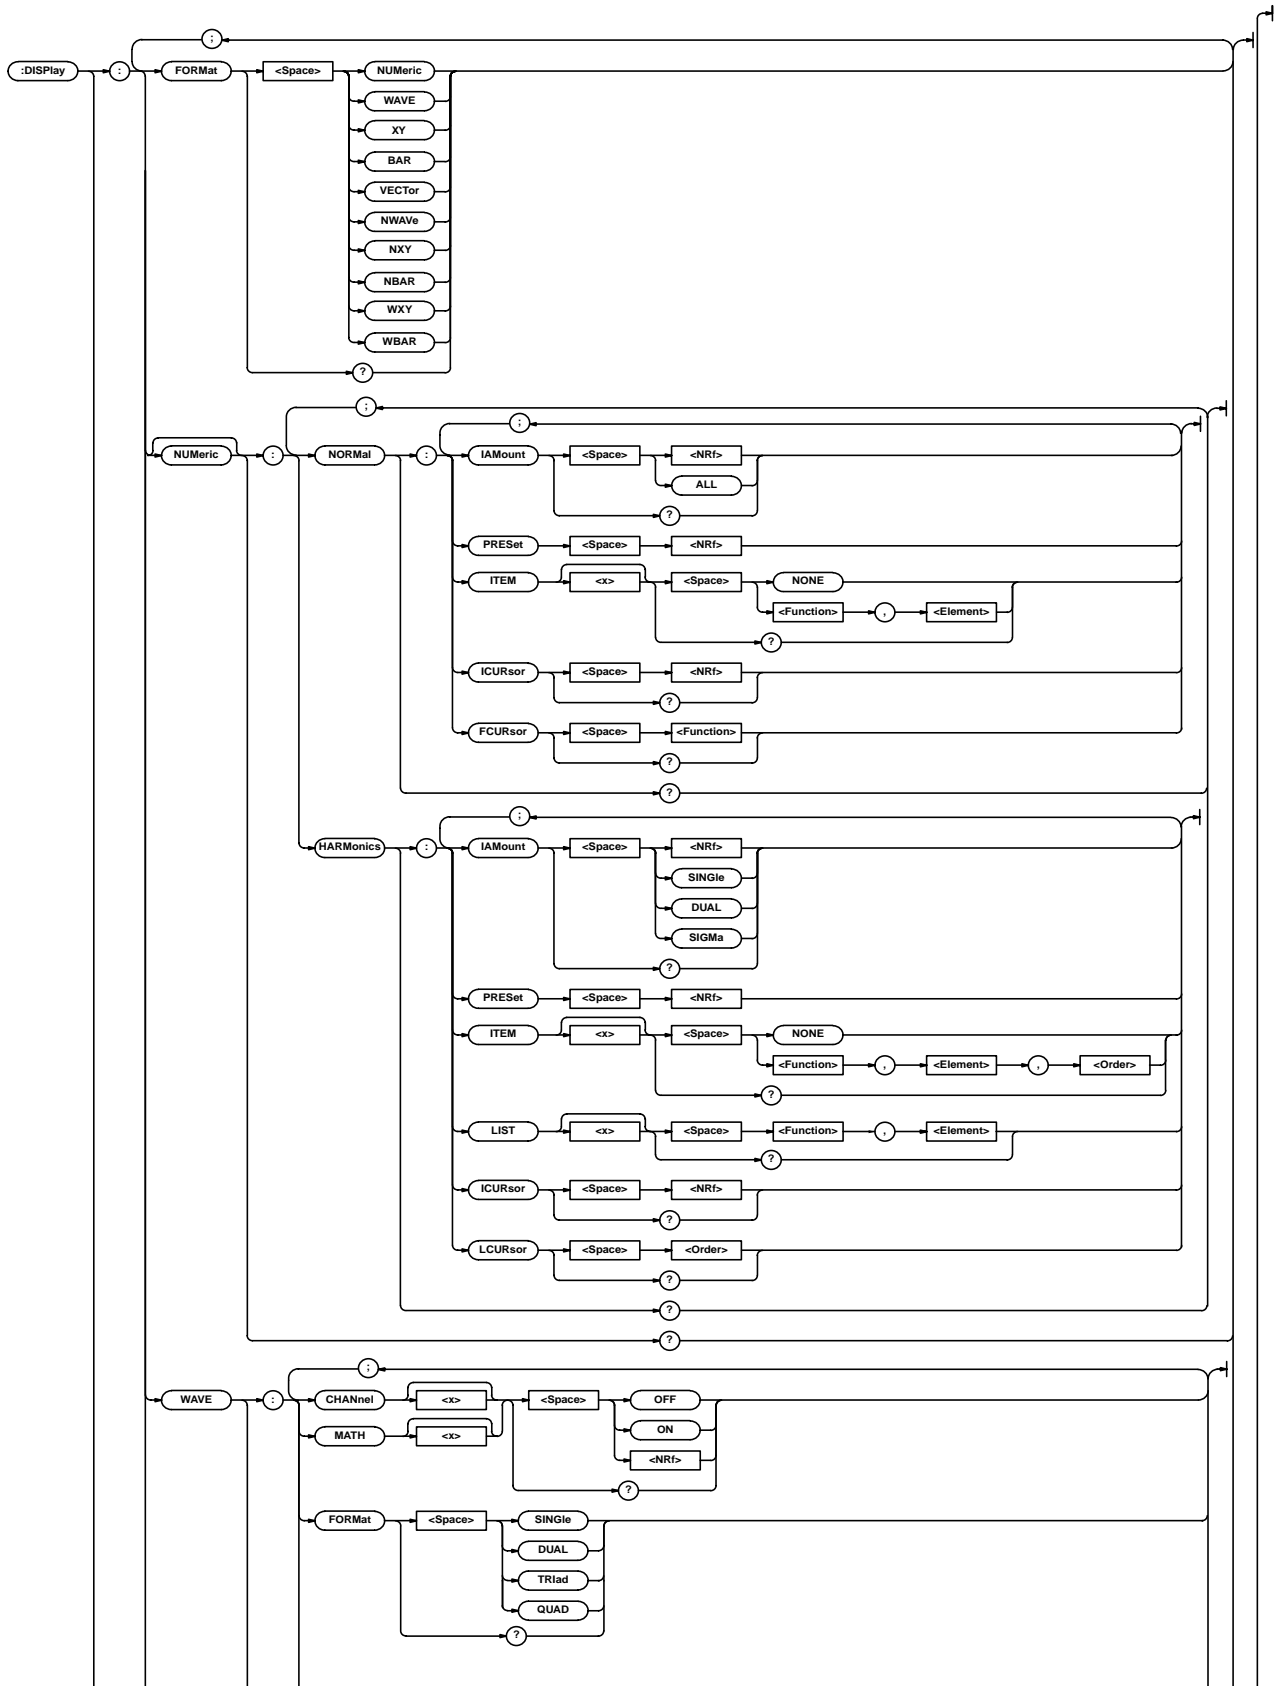 ;
:DISPlay : FORMat <Space> NUMeric
WAVE
XY
BAR
VECTor
NWAVe
NXY
NBAR
WXY
WBAR
?
;
;
NUMeric : NORMal : IAMount <Space> <NRf>
ALL
?
PRESet <Space> <NRf>
ITEM <x> <Space> NONE
<Function> , <Element>
?
ICURsor <Space> <NRf>
?
FCURsor <Space> <Function>
?
?
;
HARMonics : IAMount <Space> <NRf>
SINGle
DUAL
SIGMa
?
PRESet <Space> <NRf>
ITEM <x> <Space> NONE
<Function> , <Element> , <Order>
?
LIST <x> <Space> <Function> , <Element>
?
ICURsor <Space> <NRf>
?
LCURsor <Space> <Order>
?
?
?
;
WAVE : CHANnel <x> <Space> OFF
MATH <x> ON
<NRf>
?
FORMat <Space> SINGle
DUAL
TRIad
QUAD
?